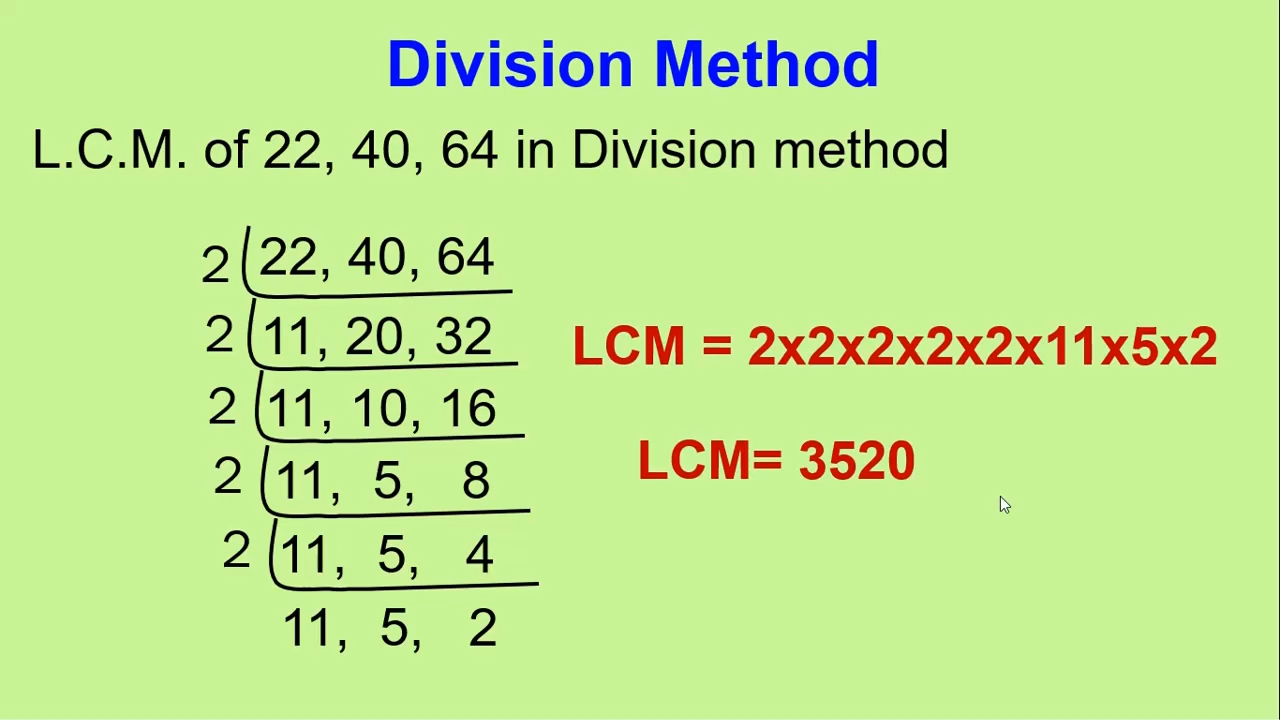 Division Method
L.C.M. of 22, 40, 64 in Division method
2 22, 40, 64
2 11, 20, 32
2 11, 10, 16
2 11, 5, 8
2 11, 5, 4
11, 5, 2
LCM = 2x2x2x2x2x11x5x2
LCM= 3520